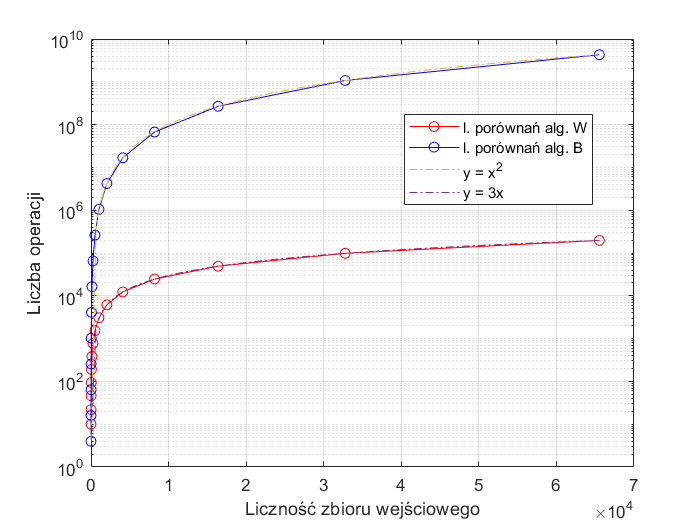 10^10
10^8
10^6
10^4
10^2
10^0
Liczba operacji
l. porównań alg. W
l. porównań alg. B
y = x^2
y = 3x
0 1 2 3 4 5 6 7
×10^4
Liczność zbioru wejściowego